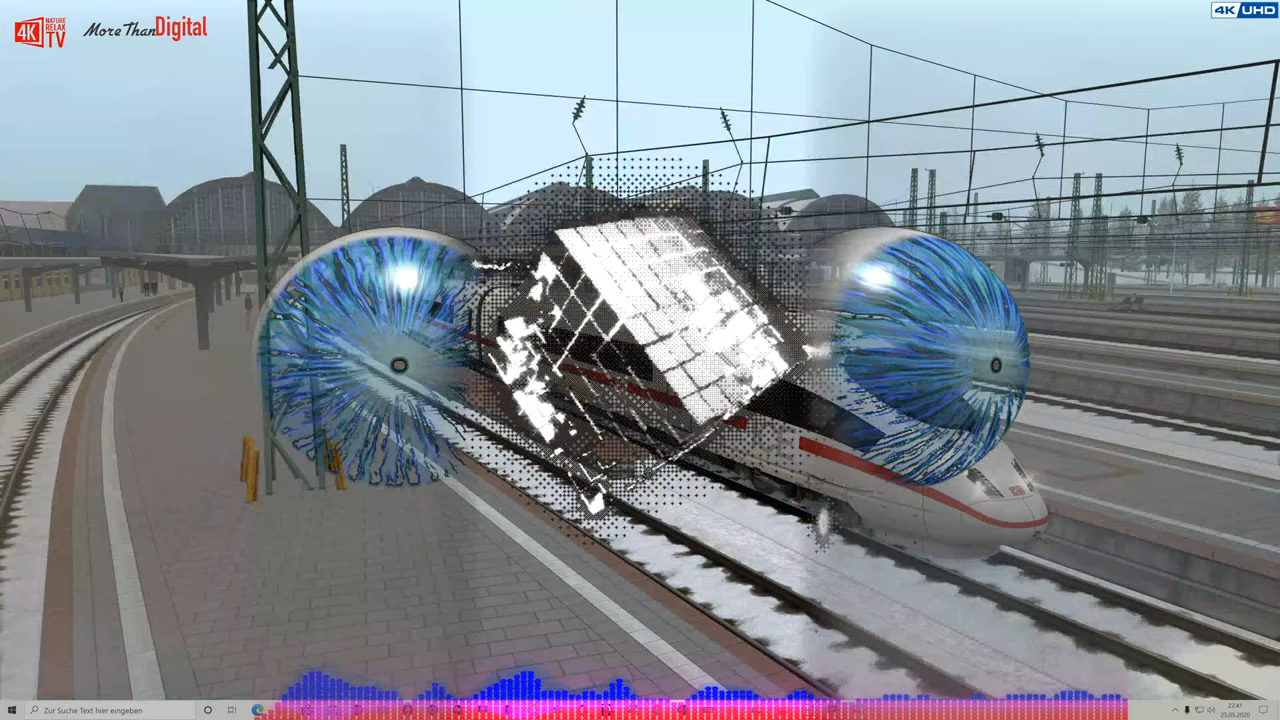 4K
NATURE
RELAX
TV
More Than Digital
4K UHD
DB
Zur Suche Text hier eingeben
22:41
25.05.2020